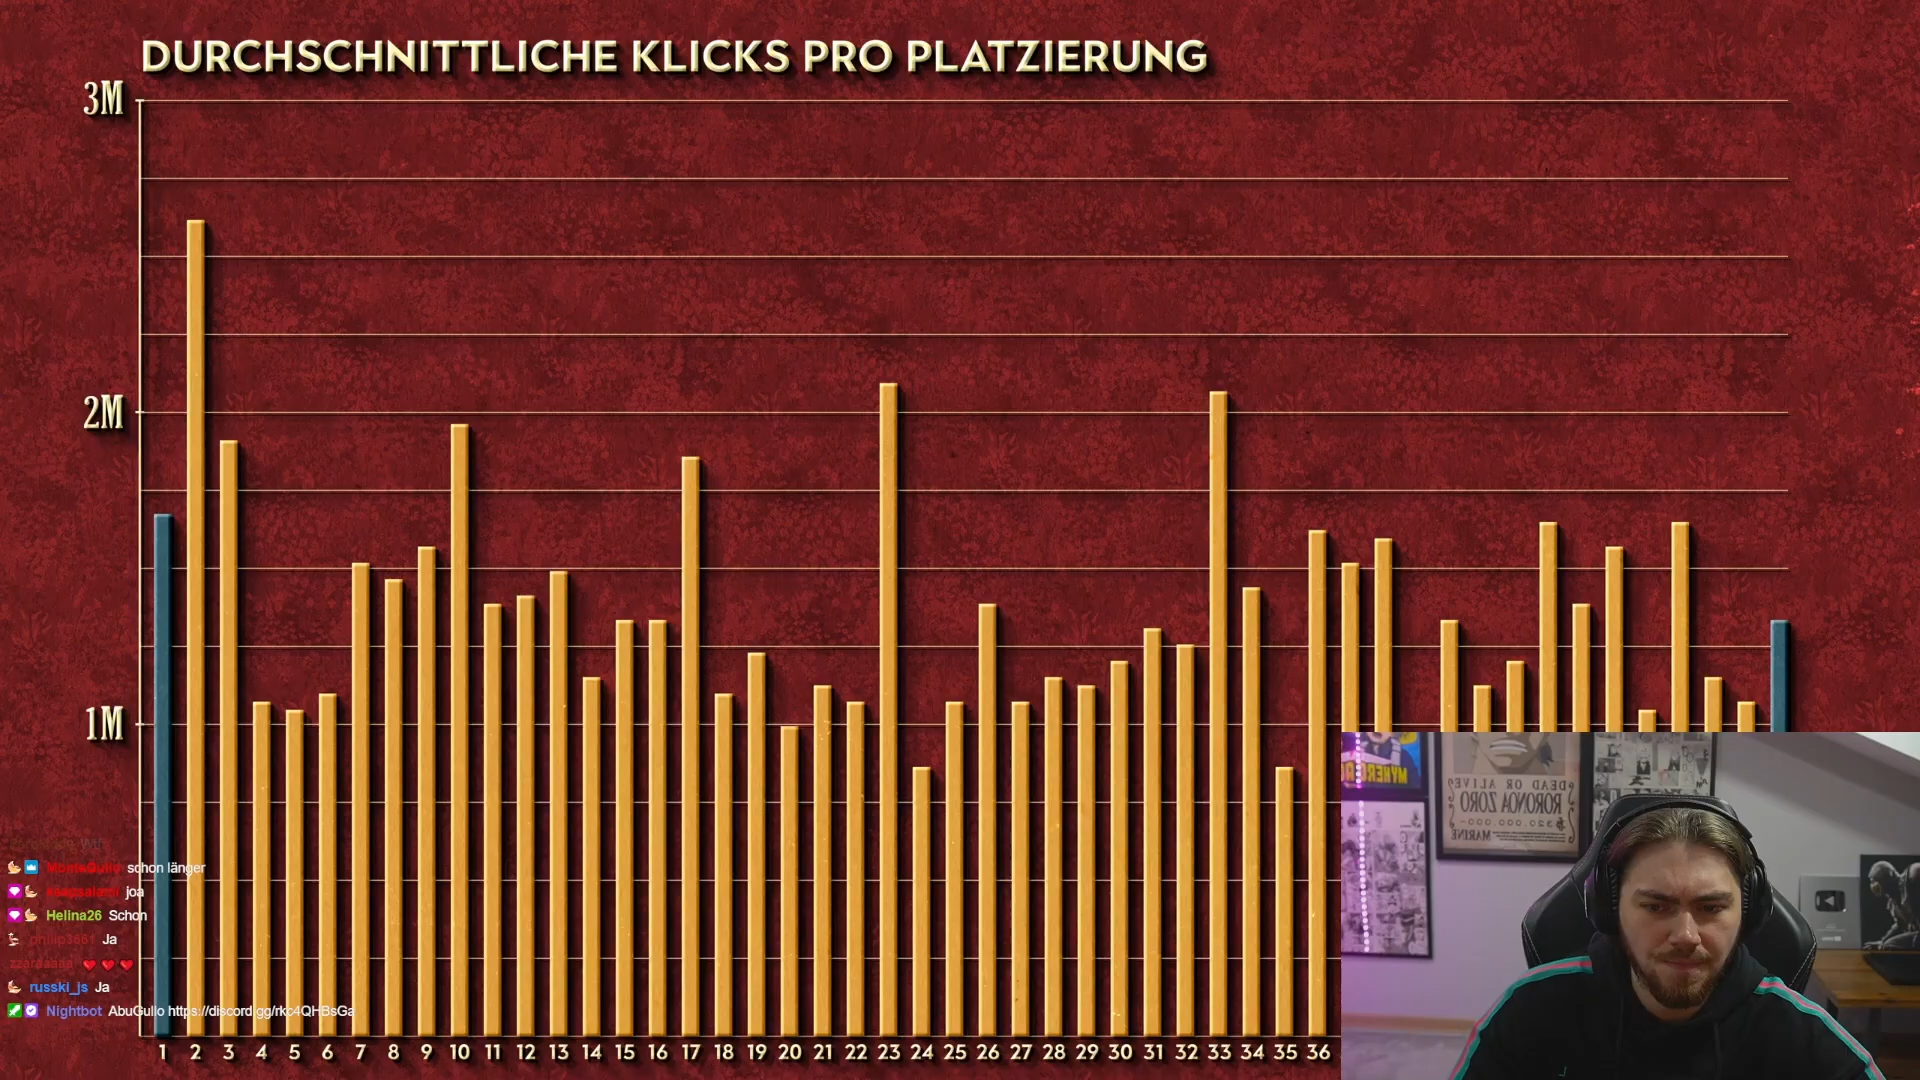 DURCHSCHNITTLICHE KLICKS PRO PLATZIERUNG
3M
2M
1M
schon länger
joa
Helina26 Schon
philip3661 Ja
zzaraaaaa
russki_js Ja
Nightbot AbuGullo https://discord.gg/rkc4QHBsGa
1 2 3 4 5 6 7 8 9 10 11 12 13 14 15 16 17 18 19 20 21 22 23 24 25 26 27 28 29 30 31 32 33 34 35 36
DEAD OR ALIVE
RORONOA ZORO
MARINE